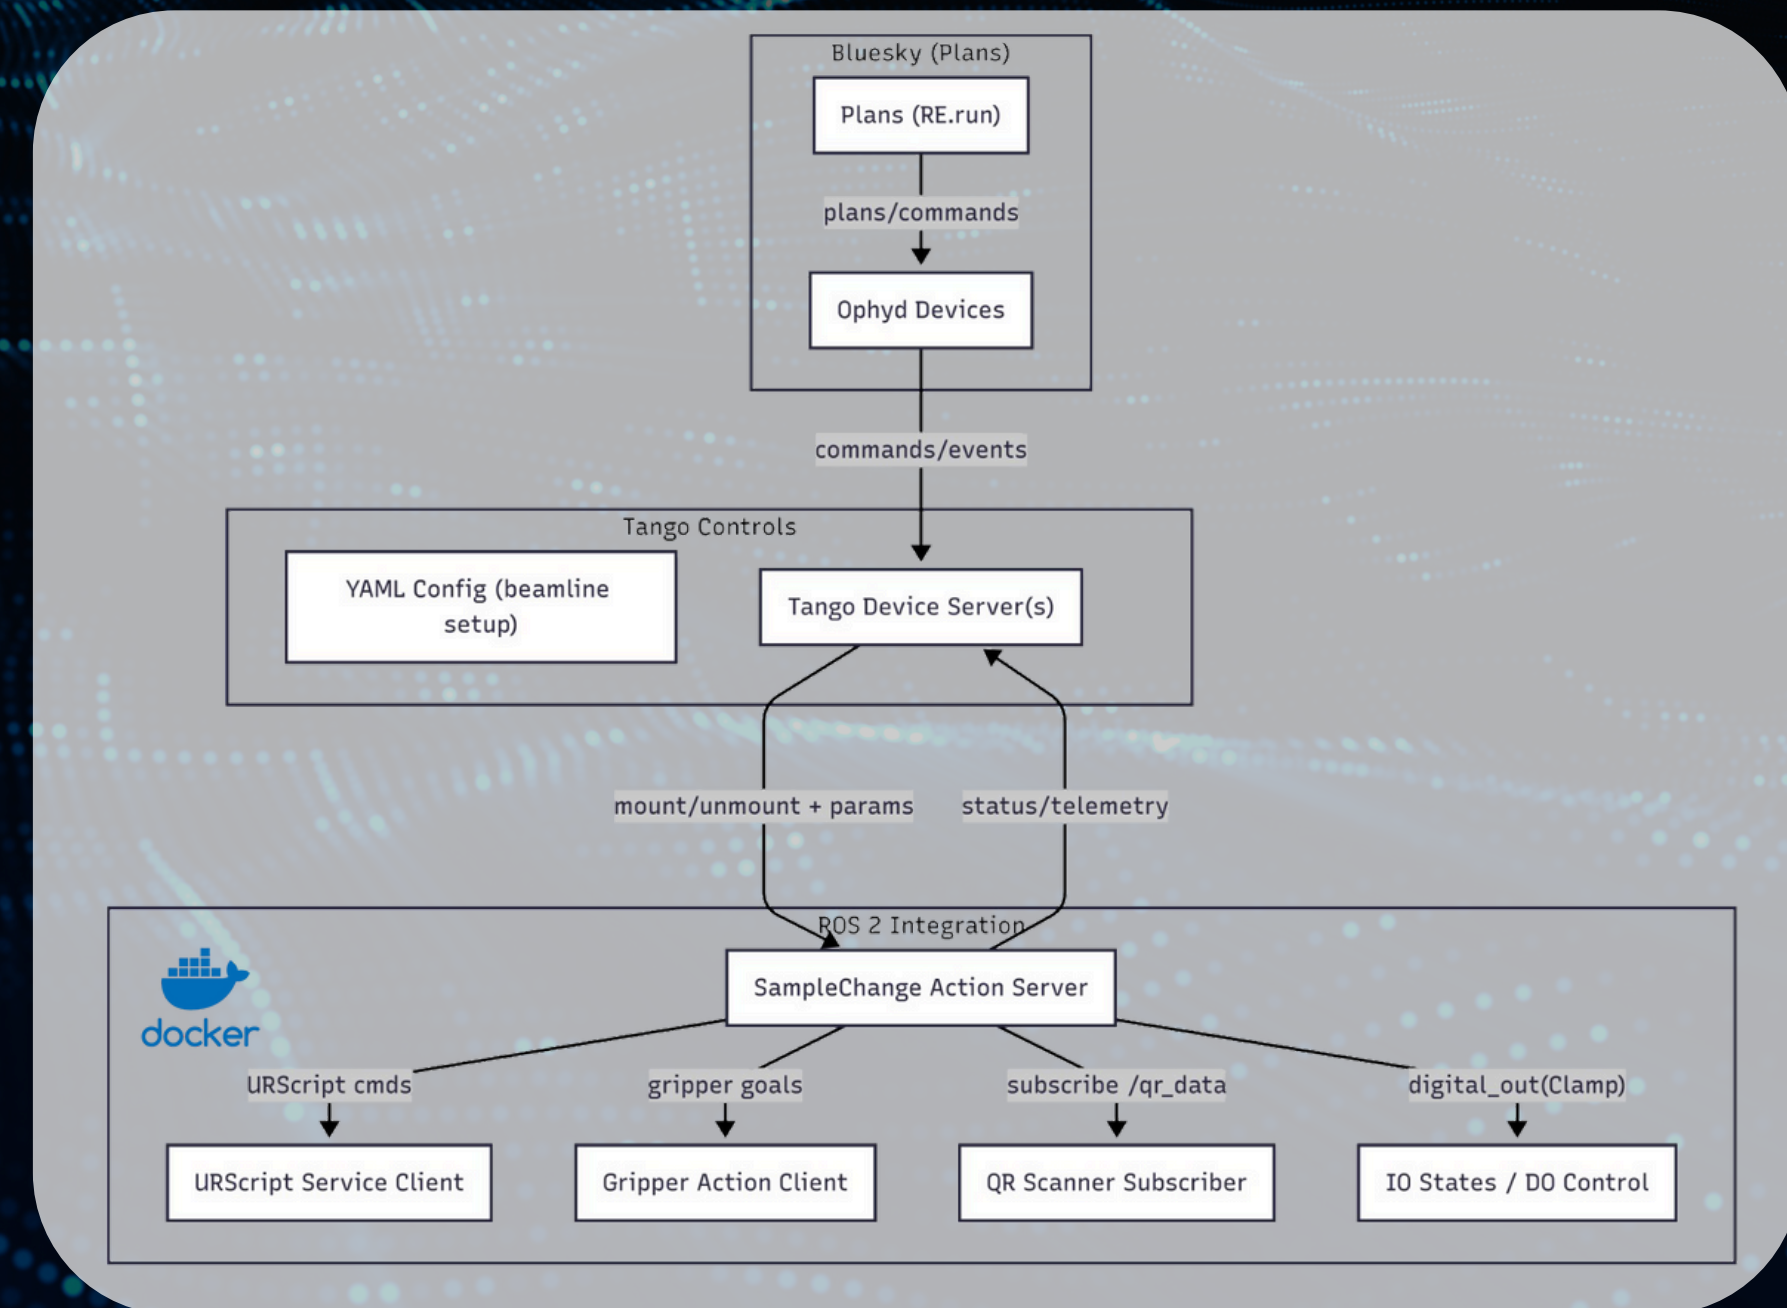 Bluesky (Plans)
Plans (RE.run)
plans/commands
Ophyd Devices
commands/events
Tango Controls
YAML Config (beamline
setup)
Tango Device Server(s)
mount/unmount + params
status/telemetry
ROS 2 Integration
SampleChange Action Server
docker
URScript cmds
gripper goals
subscribe /qr_data
digital_out(Clamp)
URScript Service Client
Gripper Action Client
QR Scanner Subscriber
IO States / DO Control